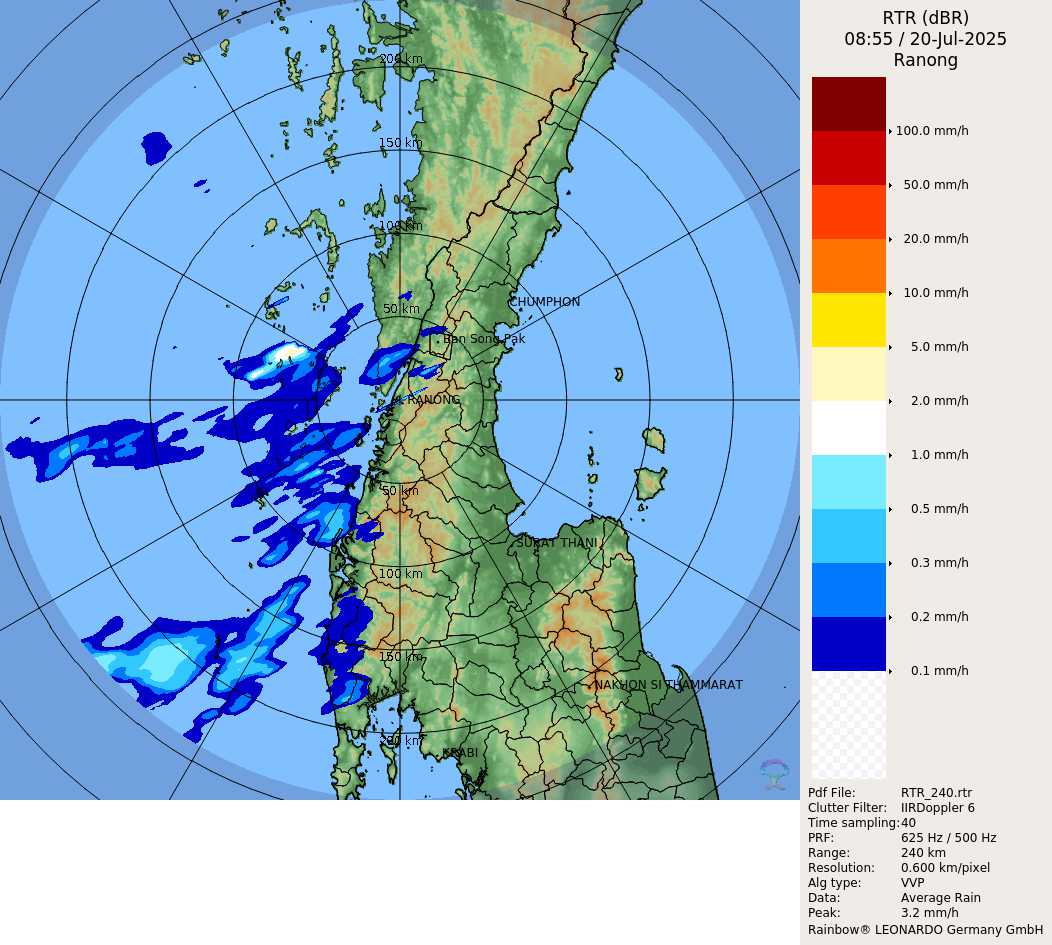 RTR (dBR)
08:55 / 20-Jul-2025
Ranong
200 km
150 km
100 km
50 km
CHUMPHON
Ban Song Pak
RANONG
50 km
SURAT THANI
100 km
150 km
NAKHON SI THAMMARAT
200 km
KRABI
100.0 mm/h
50.0 mm/h
20.0 mm/h
10.0 mm/h
5.0 mm/h
2.0 mm/h
1.0 mm/h
0.5 mm/h
0.3 mm/h
0.2 mm/h
0.1 mm/h
Pdf File: RTR_240.rtr
Clutter Filter: IIRDoppler 6
Time sampling:40
PRF: 625 Hz / 500 Hz
Range: 240 km
Resolution: 0.600 km/pixel
Alg type: VVP
Data: Average Rain
Peak: 3.2 mm/h
Rainbow® LEONARDO Germany GmbH